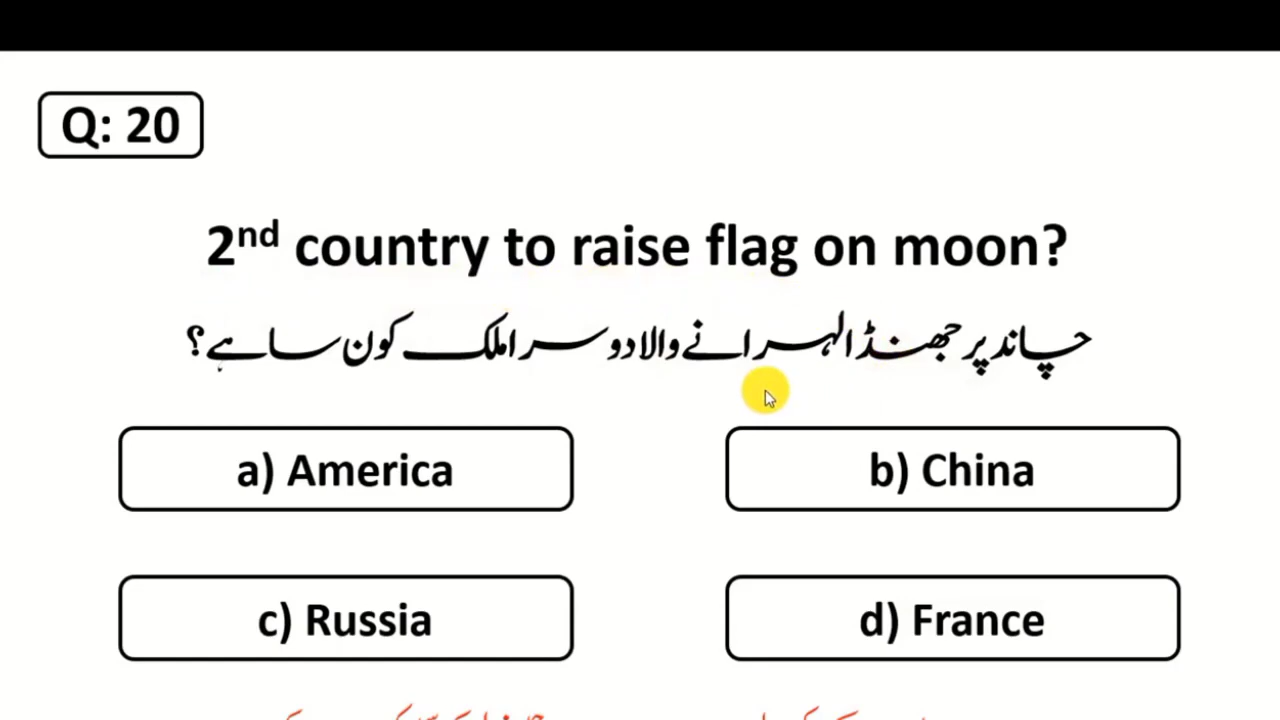 Q: 20
2nd country to raise flag on moon?
چاند پر جھنڈا لہرانے والا دوسرا ملک کون سا ہے؟
a) America
b) China
c) Russia
d) France